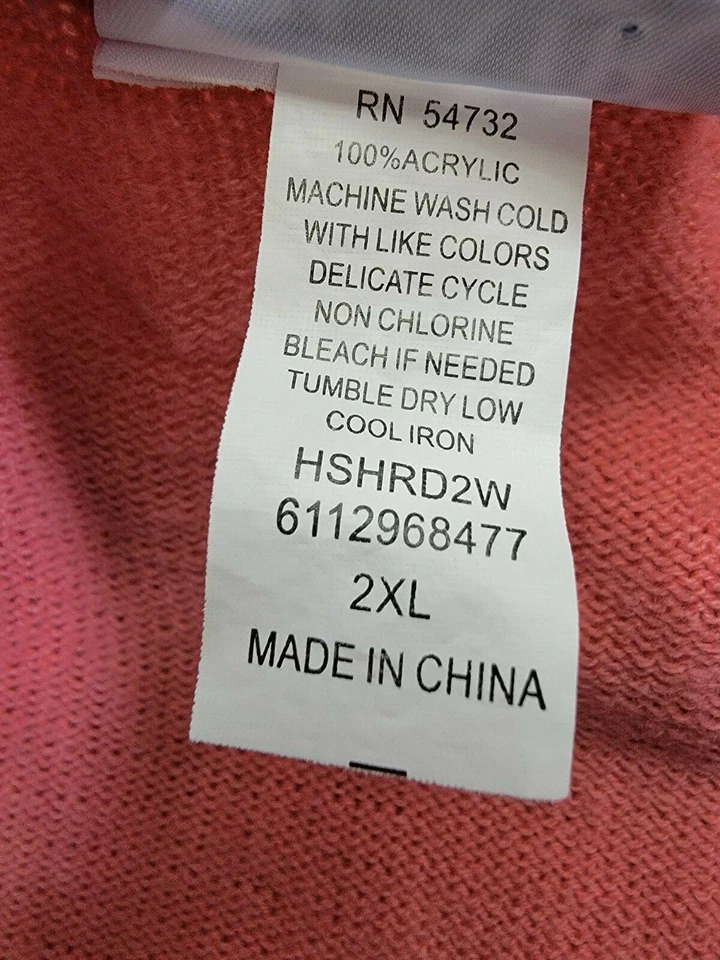 RN 54732
100%ACRYLIC
MACHINE WASH COLD
WITH LIKE COLORS
DELICATE CYCLE
NON CHLORINE
BLEACH IF NEEDED
TUMBLE DRY LOW
COOL IRON
HSHRD2W
6112968477
2XL
MADE IN CHINA